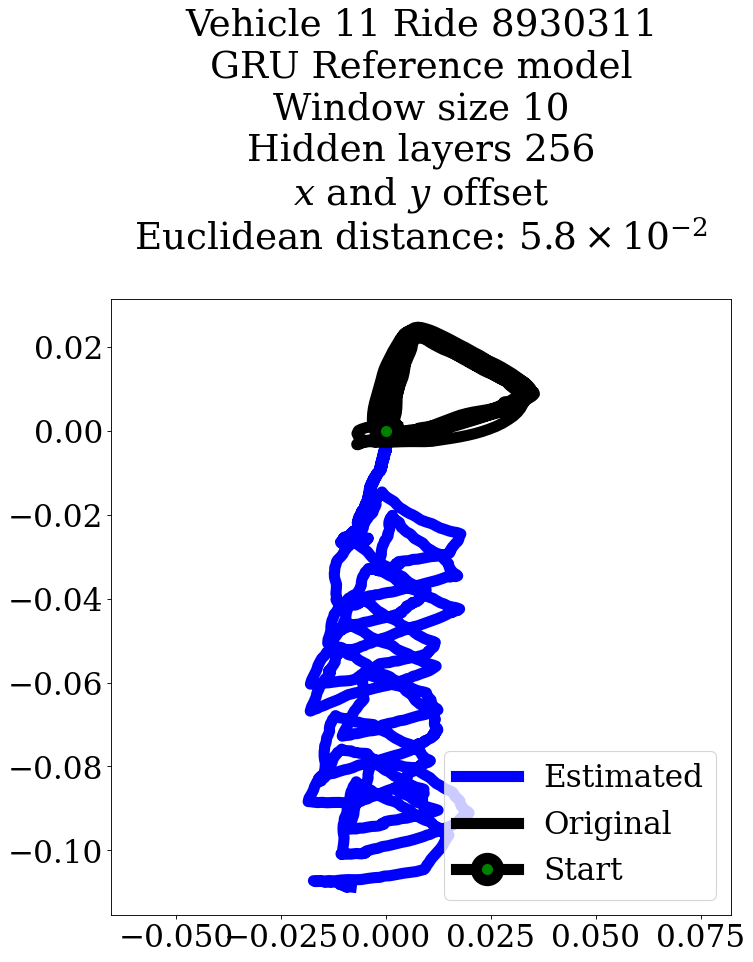 Vehicle 11 Ride 8930311
GRU Reference model
Window size 10
Hidden layers 256
x and y offset
Euclidean distance: 5.8 × 10⁻²
0.02
0.00
−0.02
−0.04
−0.06
−0.08
−0.10
Estimated
Original
Start
−0.050 −0.025 0.000 0.025 0.050 0.075